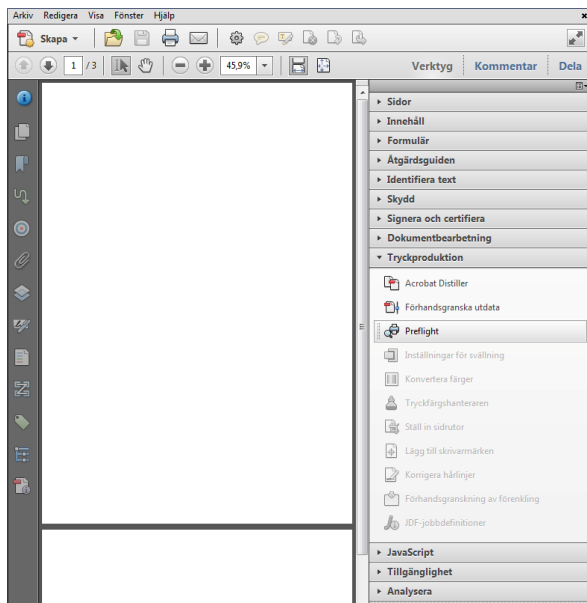 Arkiv Redigera Visa Fönster Hjälp
Skapa
1 / 3 45,9% Verktyg Kommentar Dela
Sidor
Innehåll
Formulär
Åtgärdsguiden
Identifiera text
Skydd
Signera och certifiera
Dokumentbearbetning
Tryckproduktion
Acrobat Distiller
Förhandsgranska utdata
Preflight
Inställningar för svällning
Konvertera färger
Tryckfärgshanteraren
Ställ in sidrutor
Lägg till skrivarmärken
Korrigera hårlinjer
Förhandsgranskning av förenkling
JDF-jobbdefinitioner
JavaScript
Tillgänglighet
Analysera